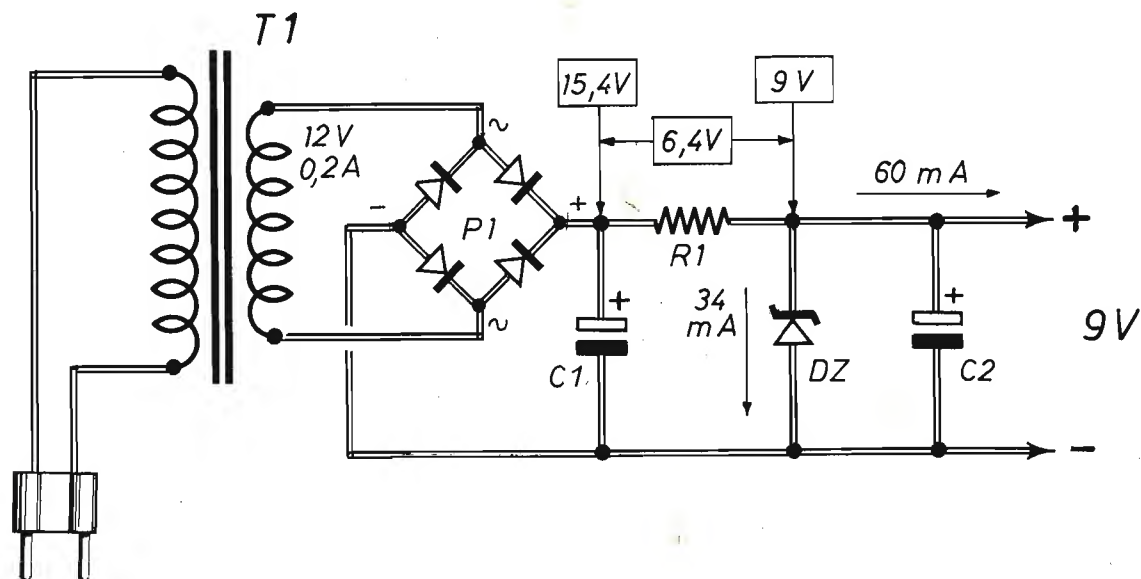 T1
12V
0,2A
~
P1
-
+
~
15,4V
6,4V
9V
60 mA
R1
34
mA
+
C1
DZ
+
C2
+
9V
-